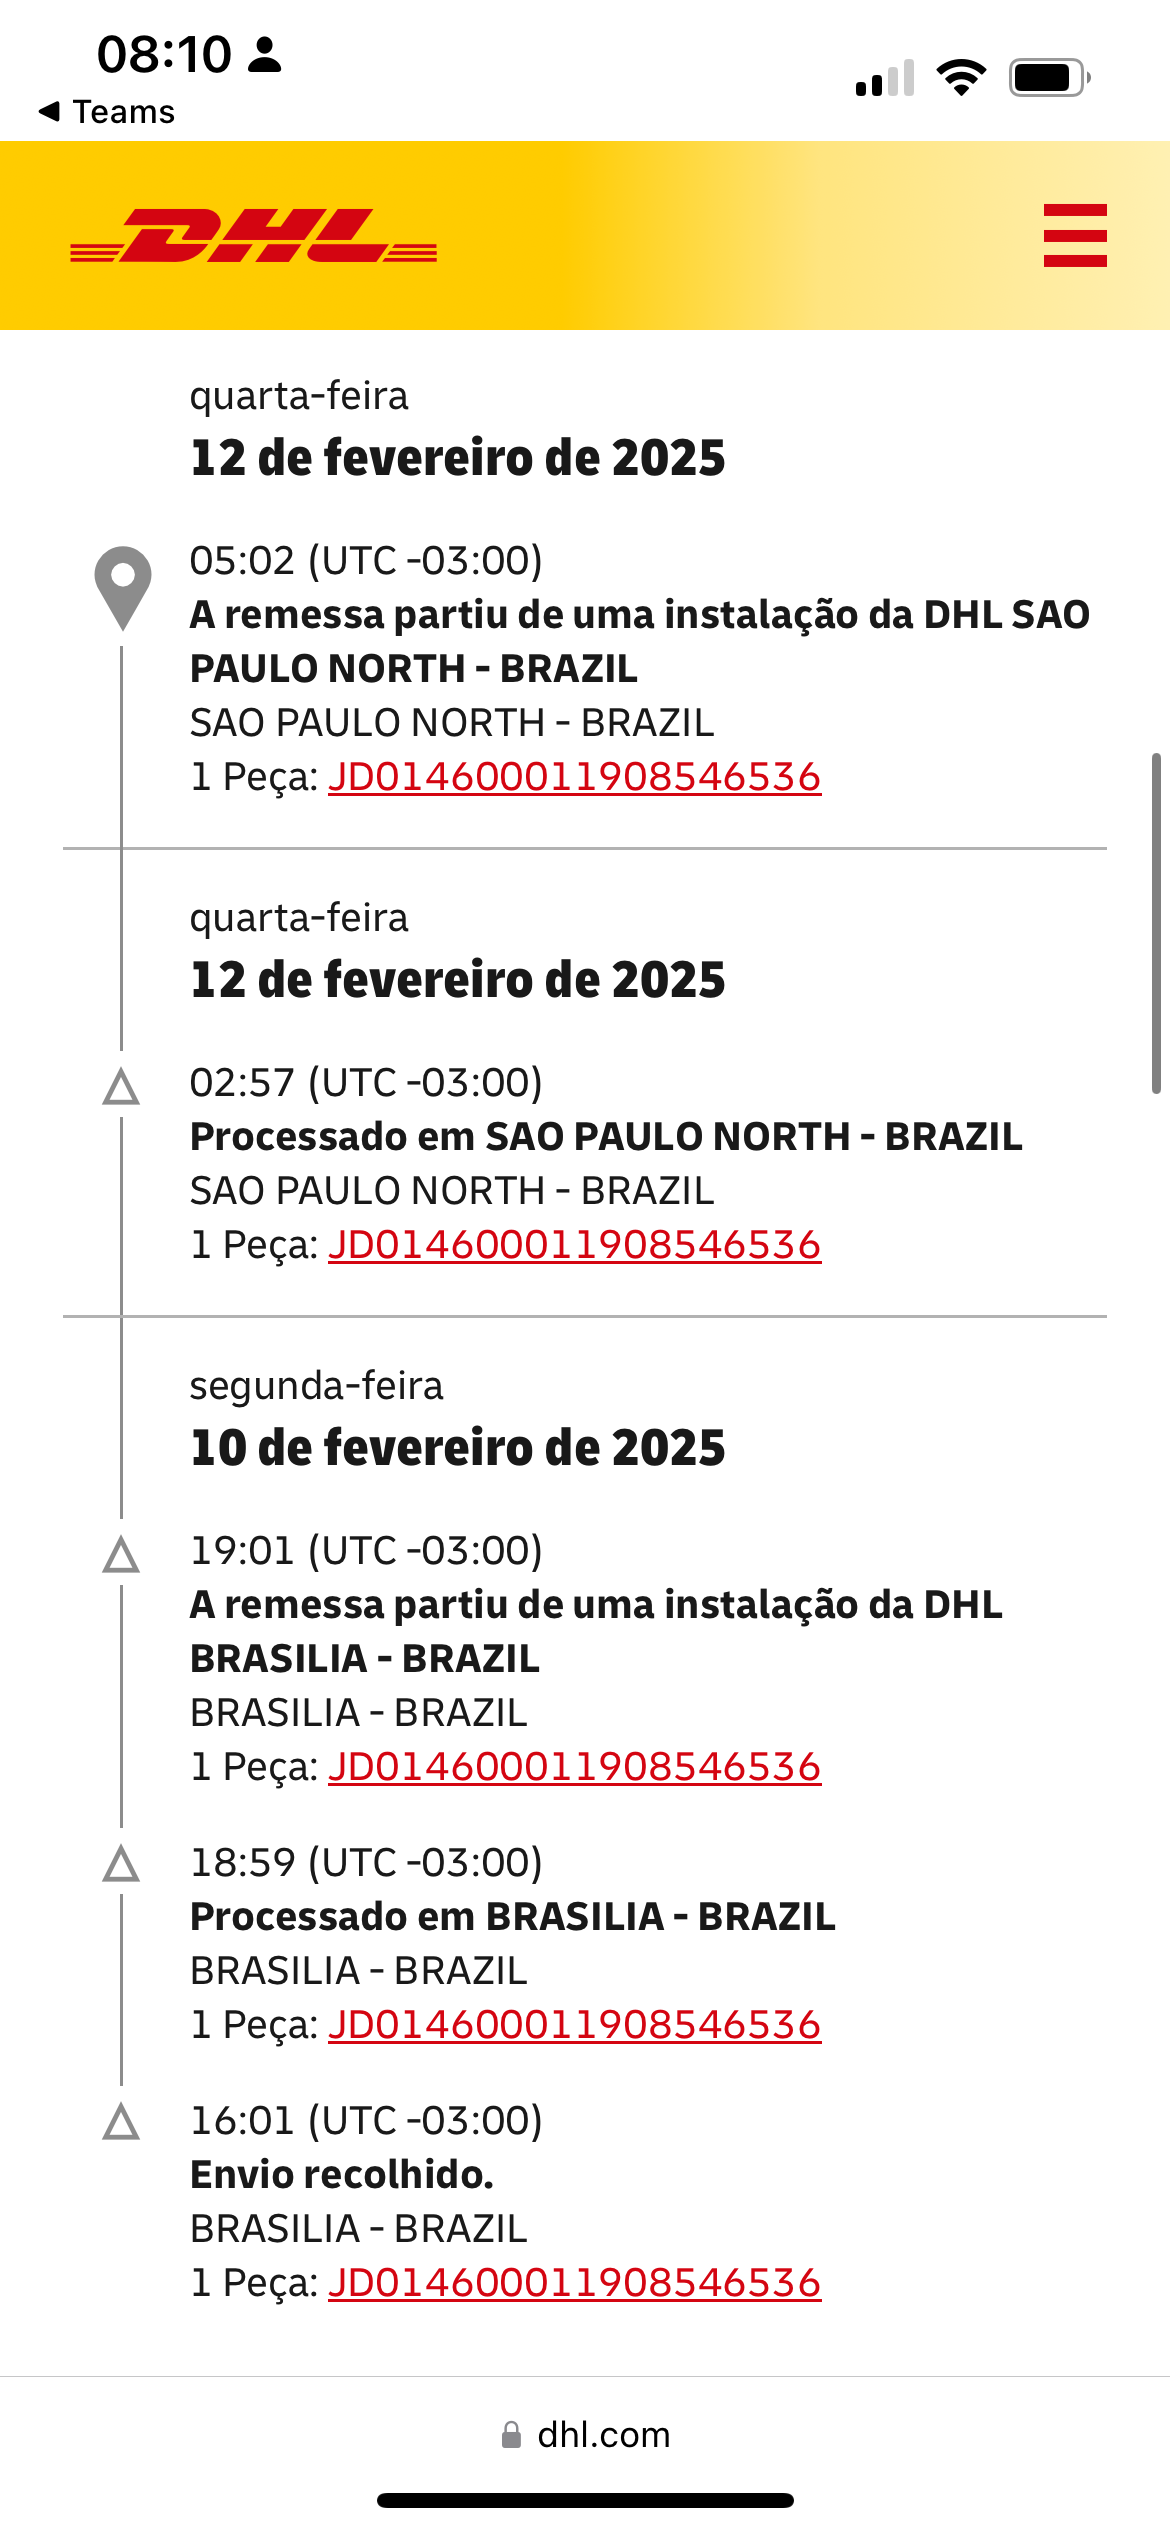 08:10
Teams
DHL
quarta-feira
12 de fevereiro de 2025
05:02 (UTC -03:00)
A remessa partiu de uma instalação da DHL SAO
PAULO NORTH - BRAZIL
SAO PAULO NORTH - BRAZIL
1 Peça: JD014600011908546536
quarta-feira
12 de fevereiro de 2025
02:57 (UTC -03:00)
Processado em SAO PAULO NORTH - BRAZIL
SAO PAULO NORTH - BRAZIL
1 Peça: JD014600011908546536
segunda-feira
10 de fevereiro de 2025
19:01 (UTC -03:00)
A remessa partiu de uma instalação da DHL
BRASILIA - BRAZIL
BRASILIA - BRAZIL
1 Peça: JD014600011908546536
18:59 (UTC -03:00)
Processado em BRASILIA - BRAZIL
BRASILIA - BRAZIL
1 Peça: JD014600011908546536
16:01 (UTC -03:00)
Envio recolhido.
BRASILIA - BRAZIL
1 Peça: JD014600011908546536
dhl.com